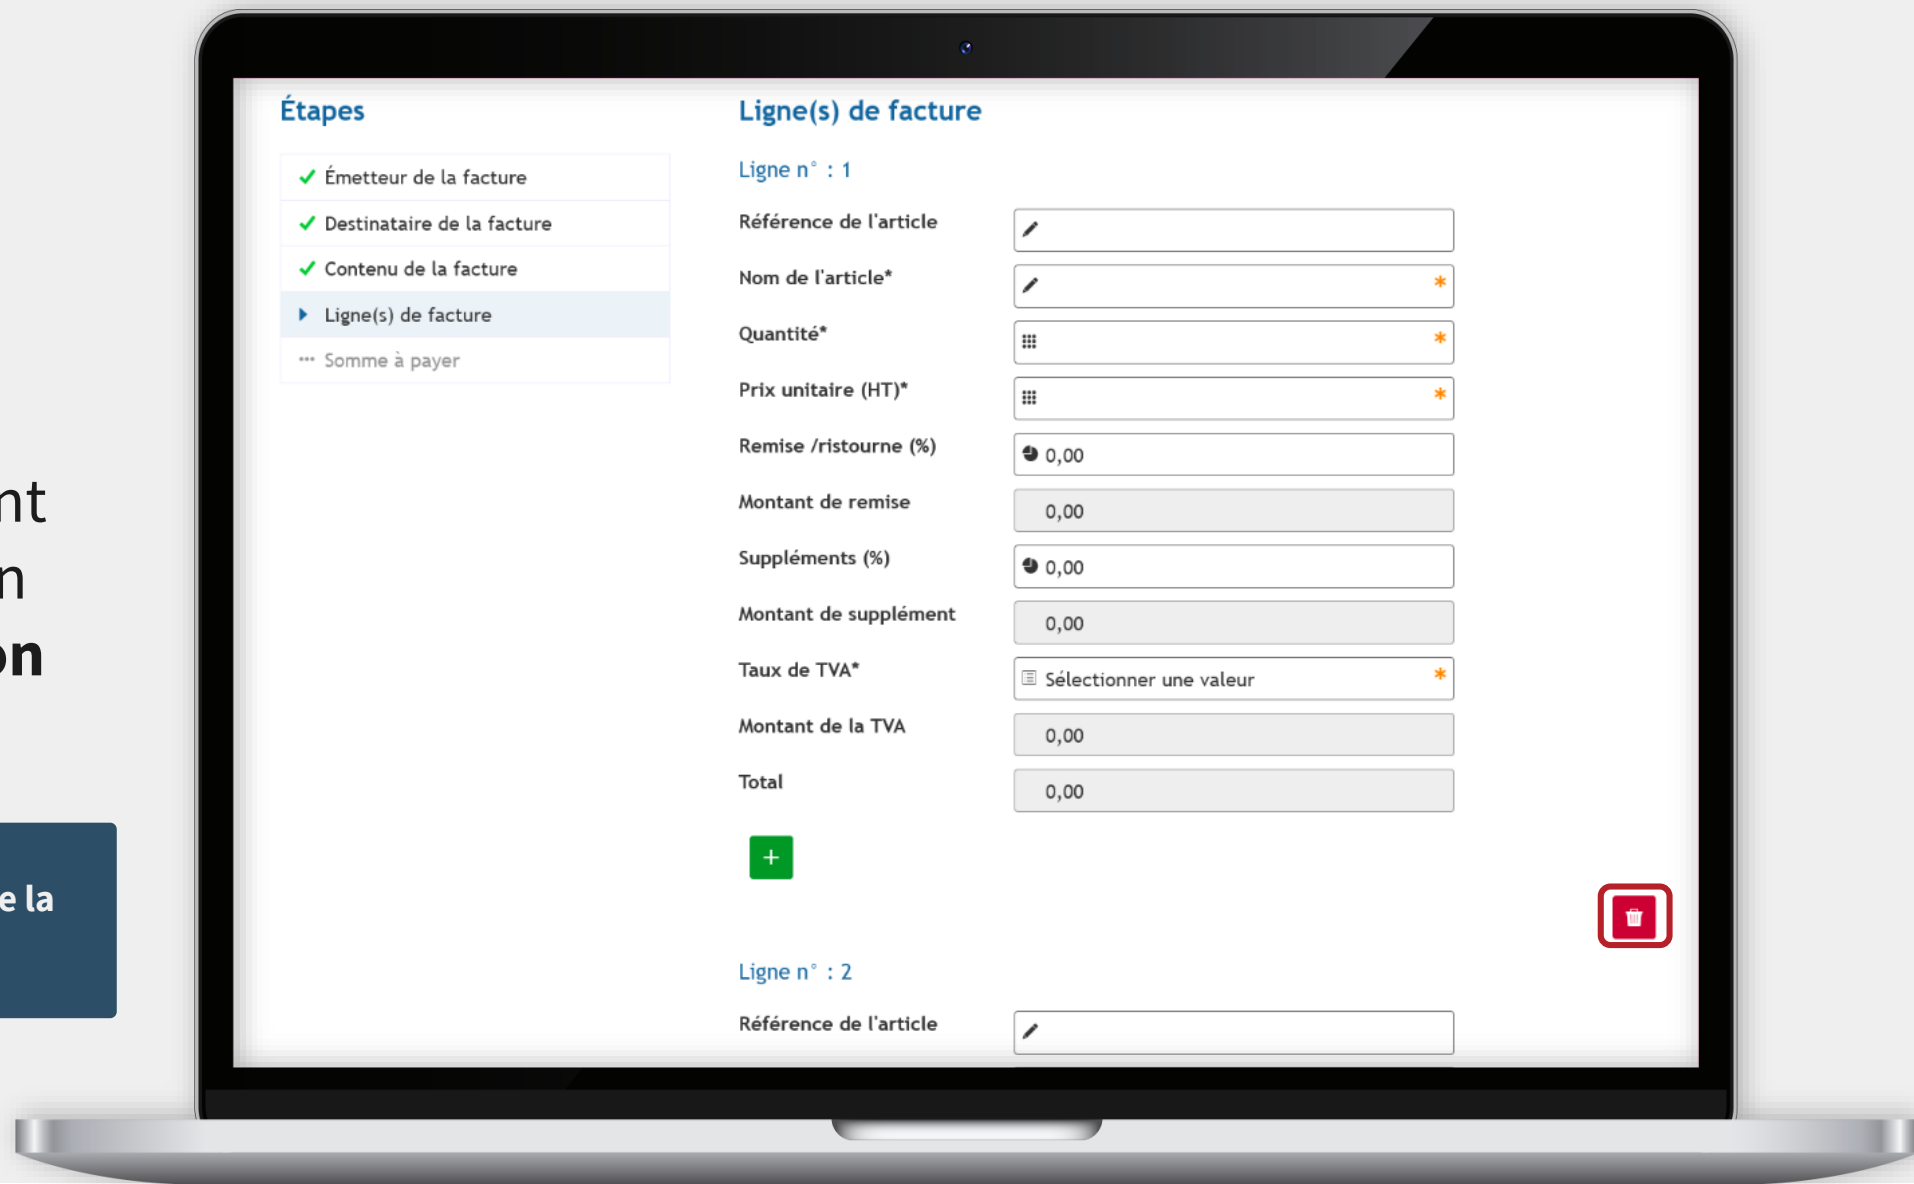 nt
n
on
e la
Étapes
Émetteur de la facture
Destinataire de la facture
Contenu de la facture
Ligne(s) de facture
Somme à payer
Ligne(s) de facture
Ligne n° : 1
Référence de l'article
Nom de l'article* *
Quantité* *
Prix unitaire (HT)* *
Remise /ristourne (%) 0,00
Montant de remise 0,00
Suppléments (%) 0,00
Montant de supplément 0,00
Taux de TVA* Sélectionner une valeur *
Montant de la TVA 0,00
Total 0,00
+
Ligne n° : 2
Référence de l'article